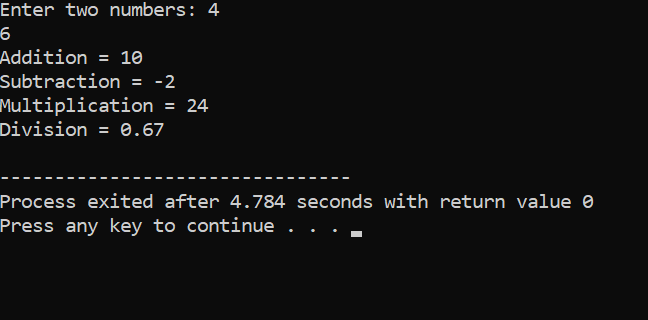 Enter two numbers: 4
6
Addition = 10
Subtraction = -2
Multiplication = 24
Division = 0.67
--------------------------------
Process exited after 4.784 seconds with return value 0
Press any key to continue . . .